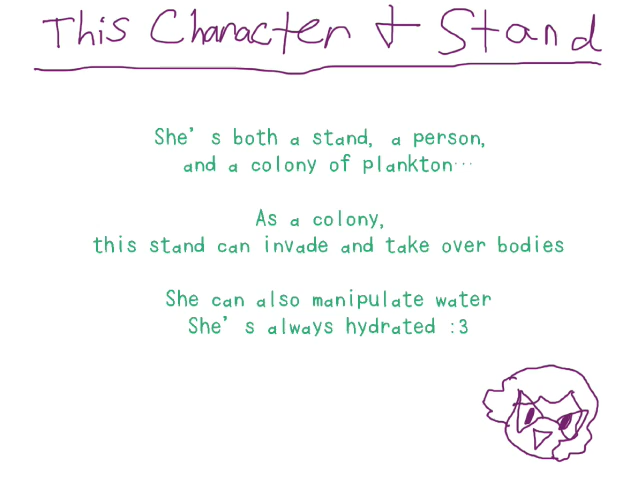 This Character & Stand
She's both a stand, a person,
and a colony of plankton…
As a colony,
this stand can invade and take over bodies
She can also manipulate water
She's always hydrated :3